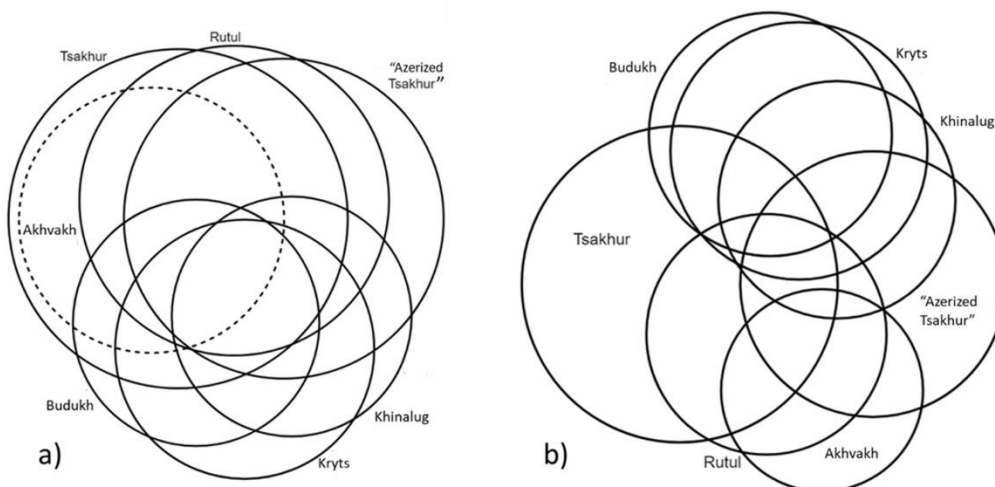 Tsakhur
Rutul
“Azerized
Tsakhur”
Akhvakh
Budukh
Khinalug
Kryts
a)
Budukh
Kryts
Khinalug
Tsakhur
“Azerized
Tsakhur”
Rutul
Akhvakh
b)